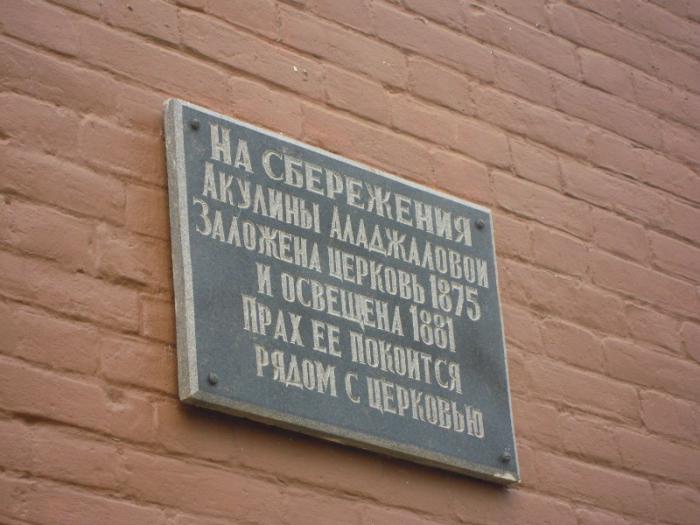 На сбережения
Акулины Аладжаловой
Заложена церковь 1875
и освещена 1881
Прах ее покоится
рядом с церковью